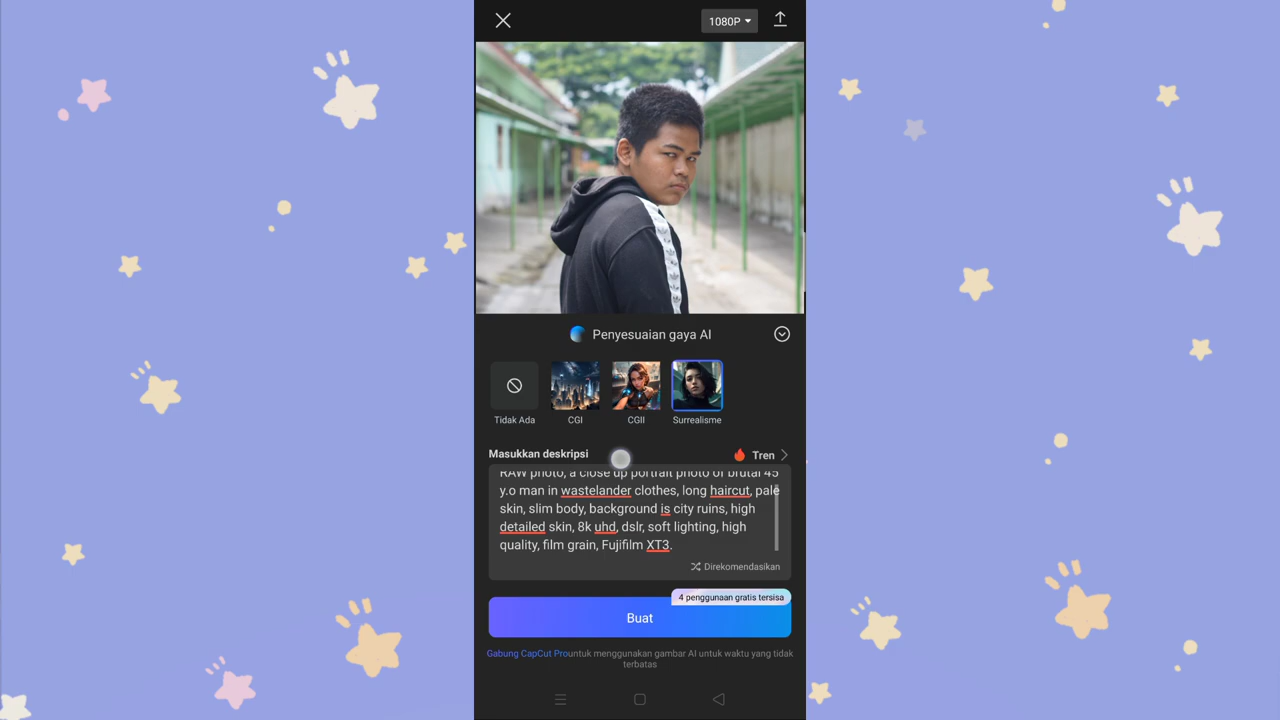 1080P
Penyesuaian gaya AI
Tidak Ada
CGI
CGII
Surrealisme
Masukkan deskripsi
Tren
RAW photo, a close up portrait photo of brutal 45
y.o man in wastelander clothes, long haircut, pale
skin, slim body, background is city ruins, high
detailed skin, 8k uhd, dslr, soft lighting, high
quality, film grain, Fujifilm XT3.
Direkomendasikan
4 penggunaan gratis tersisa
Buat
Gabung CapCut Prountuk menggunakan gambar AI untuk waktu yang tidak
terbatas